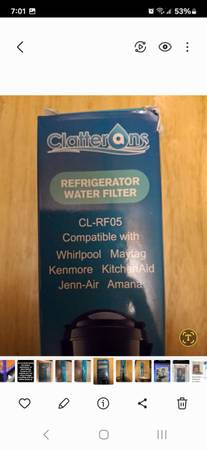 7:01
53%
Clatterans
REFRIGERATOR
WATER FILTER
CL-RF05
Compatible with
Whirlpool Maytag
Kenmore KitchenAid
Jenn-Air Amana
T